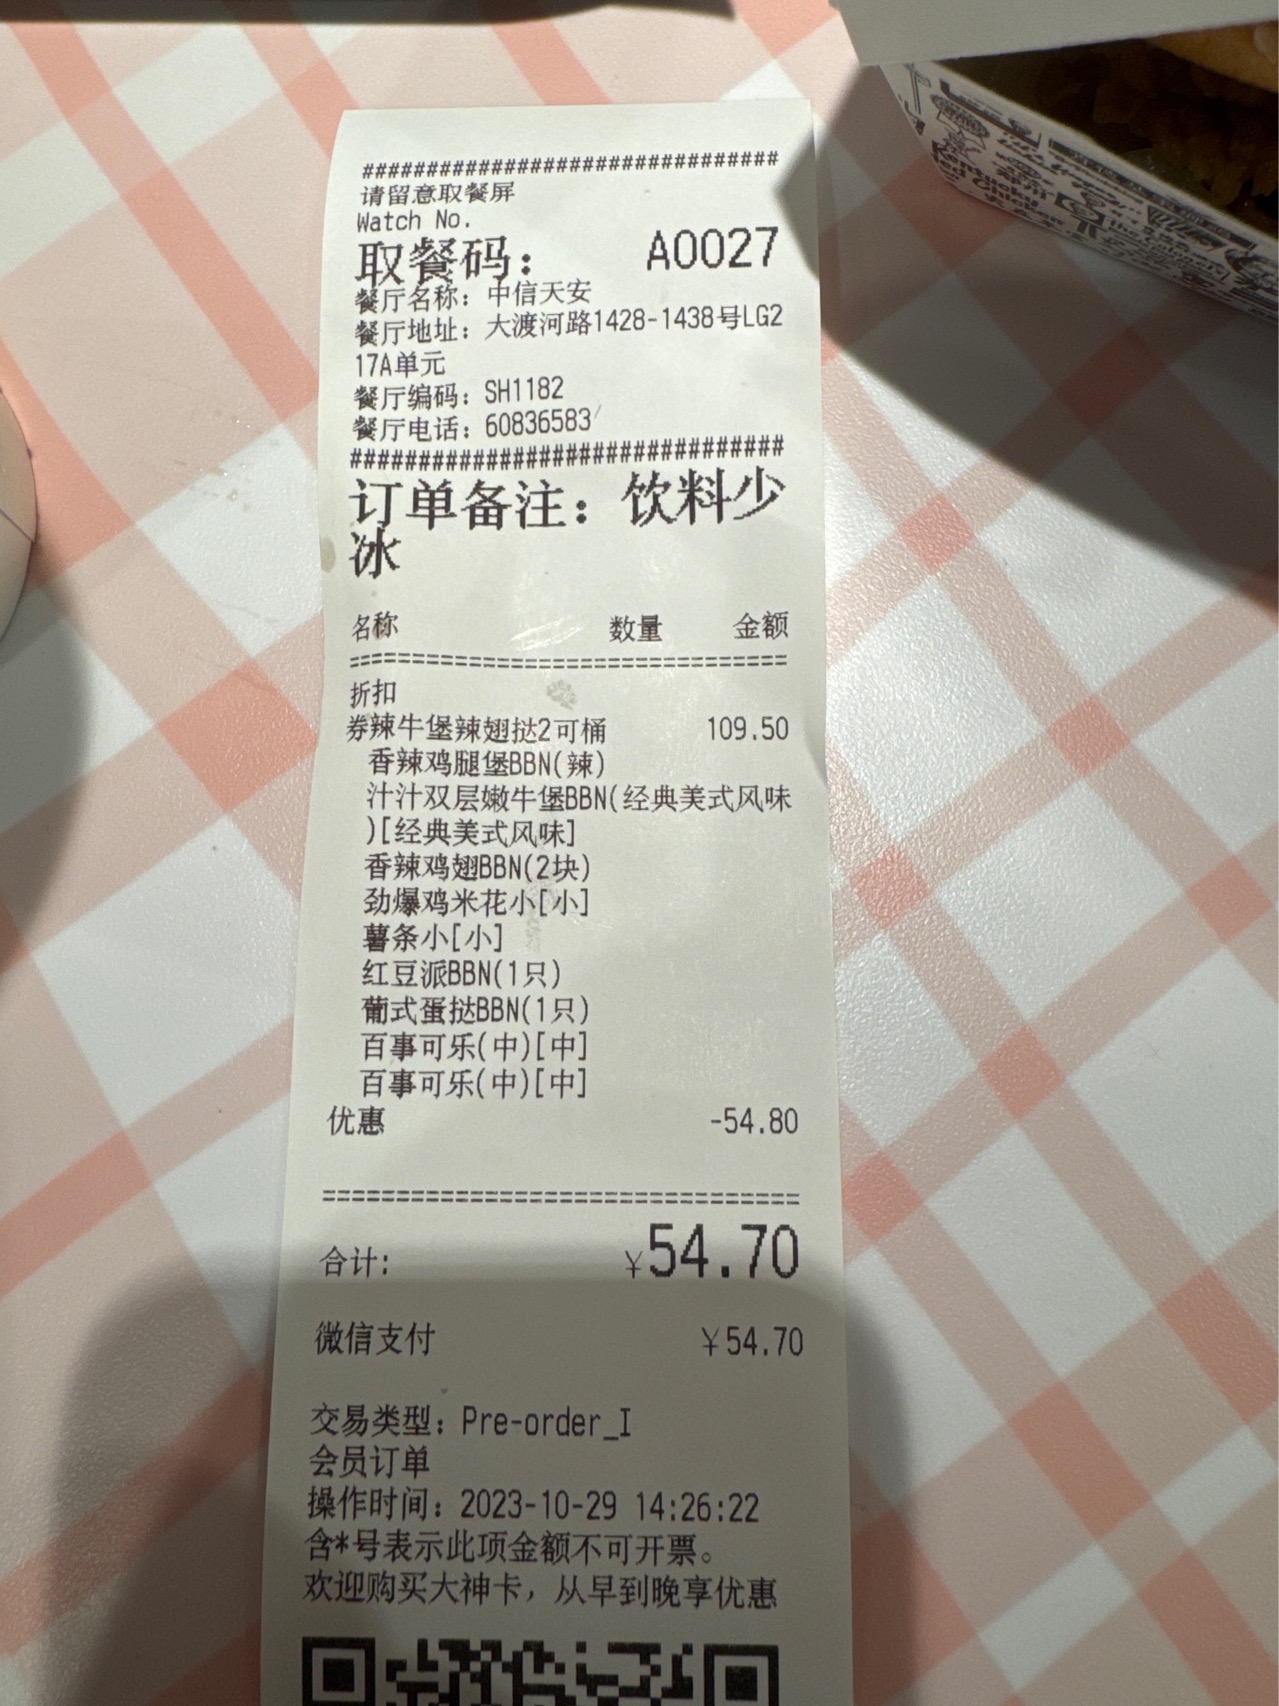 ################################
请留意取餐屏
Watch No.
取餐码： A0027
餐厅名称：中信天安
餐厅地址：大渡河路1428-1438号LG2
17A单元
餐厅编码：SH1182
餐厅电话：60836583
################################
订单备注：饮料少
冰
名称 数量 金额
================================
折扣
券辣牛堡辣翅挞2可桶 109.50
香辣鸡腿堡BBN(辣)
汁汁双层嫩牛堡BBN(经典美式风味
)[经典美式风味]
香辣鸡翅BBN(2块)
劲爆鸡米花小[小]
薯条小[小]
红豆派BBN(1只)
葡式蛋挞BBN(1只)
百事可乐(中)[中]
百事可乐(中)[中]
优惠 -54.80
================================
合计: ¥54.70
微信支付 ¥54.70
交易类型：Pre-order_I
会员订单
操作时间：2023-10-29 14:26:22
含*号表示此项金额不可开票。
欢迎购买大神卡，从早到晚享优惠
Kentucky
Chicken